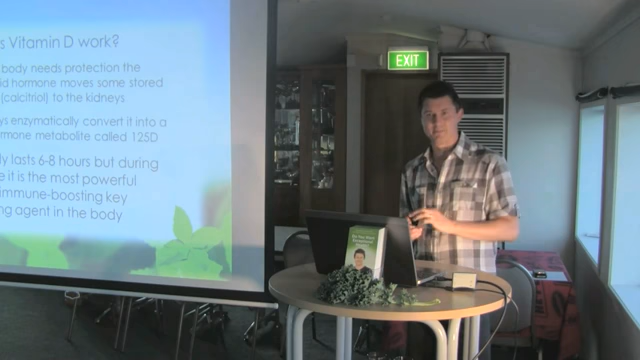 s Vitamin D work?
body needs protection the
id hormone moves some stored
(calcitriol) to the kidneys
ys enzymatically convert it into a
rmone metabolite called 125D
ly lasts 6-8 hours but during
e it is the most powerful
immune-boosting key
ng agent in the body
EXIT